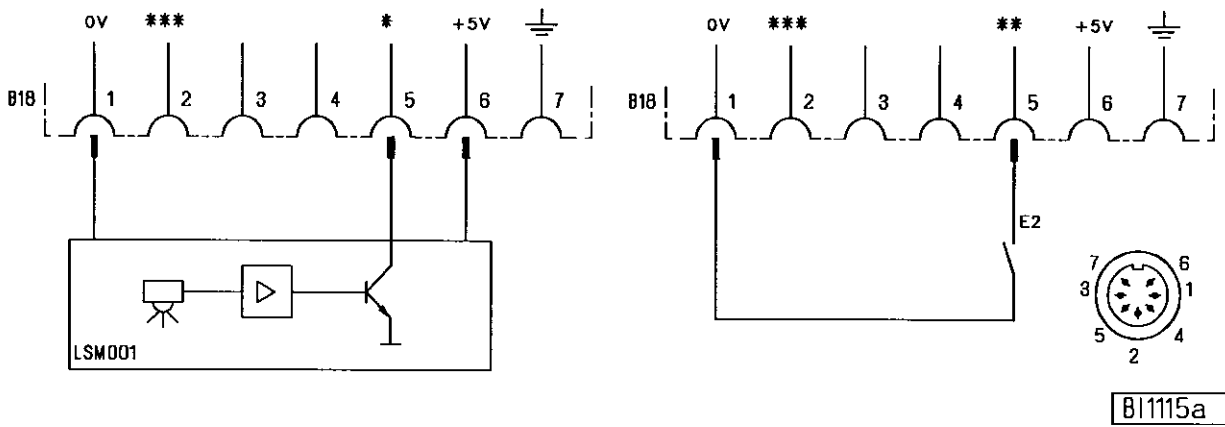 0V *** * +5V
B18 1 2 3 4 5 6 7
LSM001
0V *** ** +5V
B18 1 2 3 4 5 6 7
E2
7 6
3 1
5 4
2
BI1115a